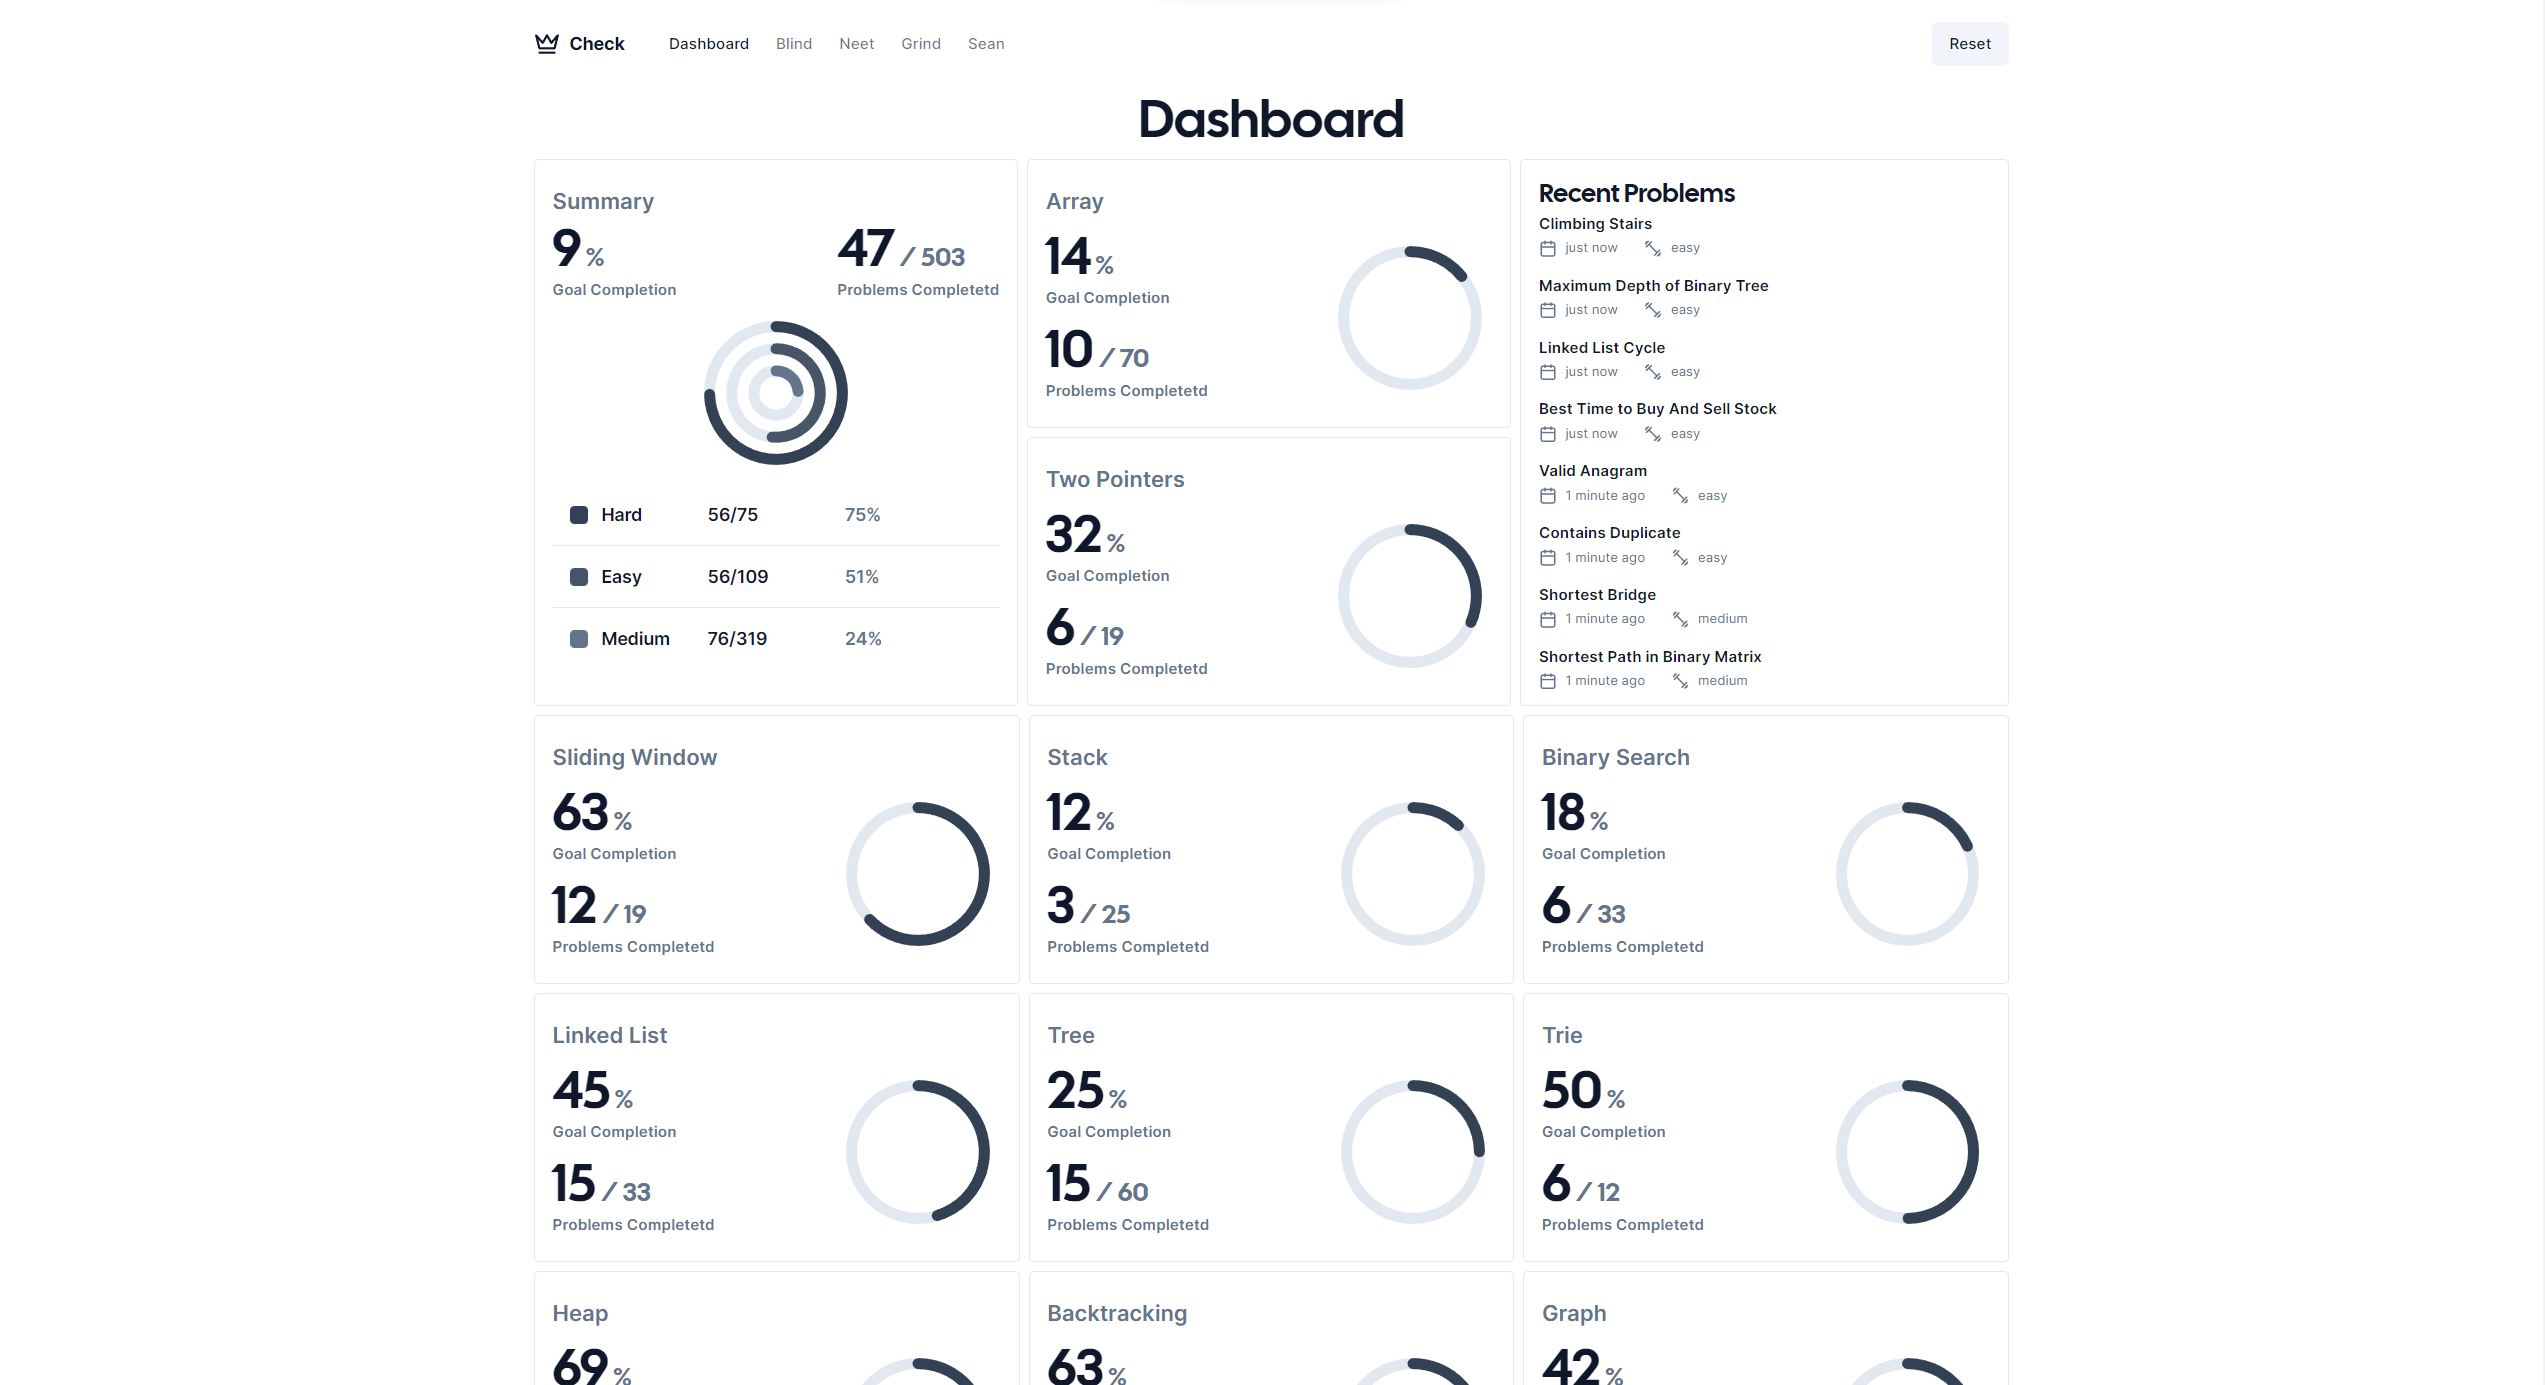 Check Dashboard Blind Neet Grind Sean Reset
Dashboard
Summary
9 %
Goal Completion
47 / 503
Problems Completetd
Hard 56/75 75%
Easy 56/109 51%
Medium 76/319 24%
Array
14 %
Goal Completion
10 / 70
Problems Completetd
Two Pointers
32 %
Goal Completion
6 / 19
Problems Completetd
Recent Problems
Climbing Stairs
just now easy
Maximum Depth of Binary Tree
just now easy
Linked List Cycle
just now easy
Best Time to Buy And Sell Stock
just now easy
Valid Anagram
1 minute ago easy
Contains Duplicate
1 minute ago easy
Shortest Bridge
1 minute ago medium
Shortest Path in Binary Matrix
1 minute ago medium
Sliding Window
63 %
Goal Completion
12 / 19
Problems Completetd
Stack
12 %
Goal Completion
3 / 25
Problems Completetd
Binary Search
18 %
Goal Completion
6 / 33
Problems Completetd
Linked List
45 %
Goal Completion
15 / 33
Problems Completetd
Tree
25 %
Goal Completion
15 / 60
Problems Completetd
Trie
50 %
Goal Completion
6 / 12
Problems Completetd
Heap
69 %
Backtracking
63 %
Graph
42 %